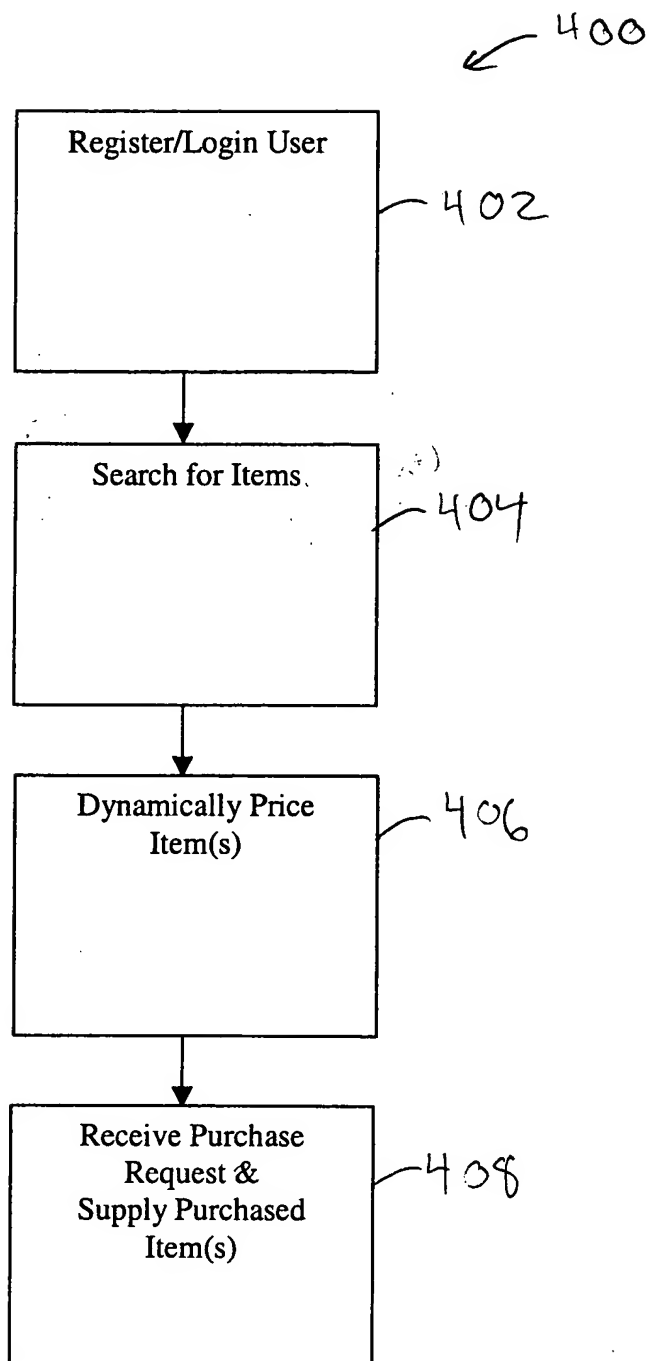 400
Register/Login User
402
Search for Items
404
Dynamically Price
Item(s)
406
Receive Purchase
Request &
Supply Purchased
Item(s)
408